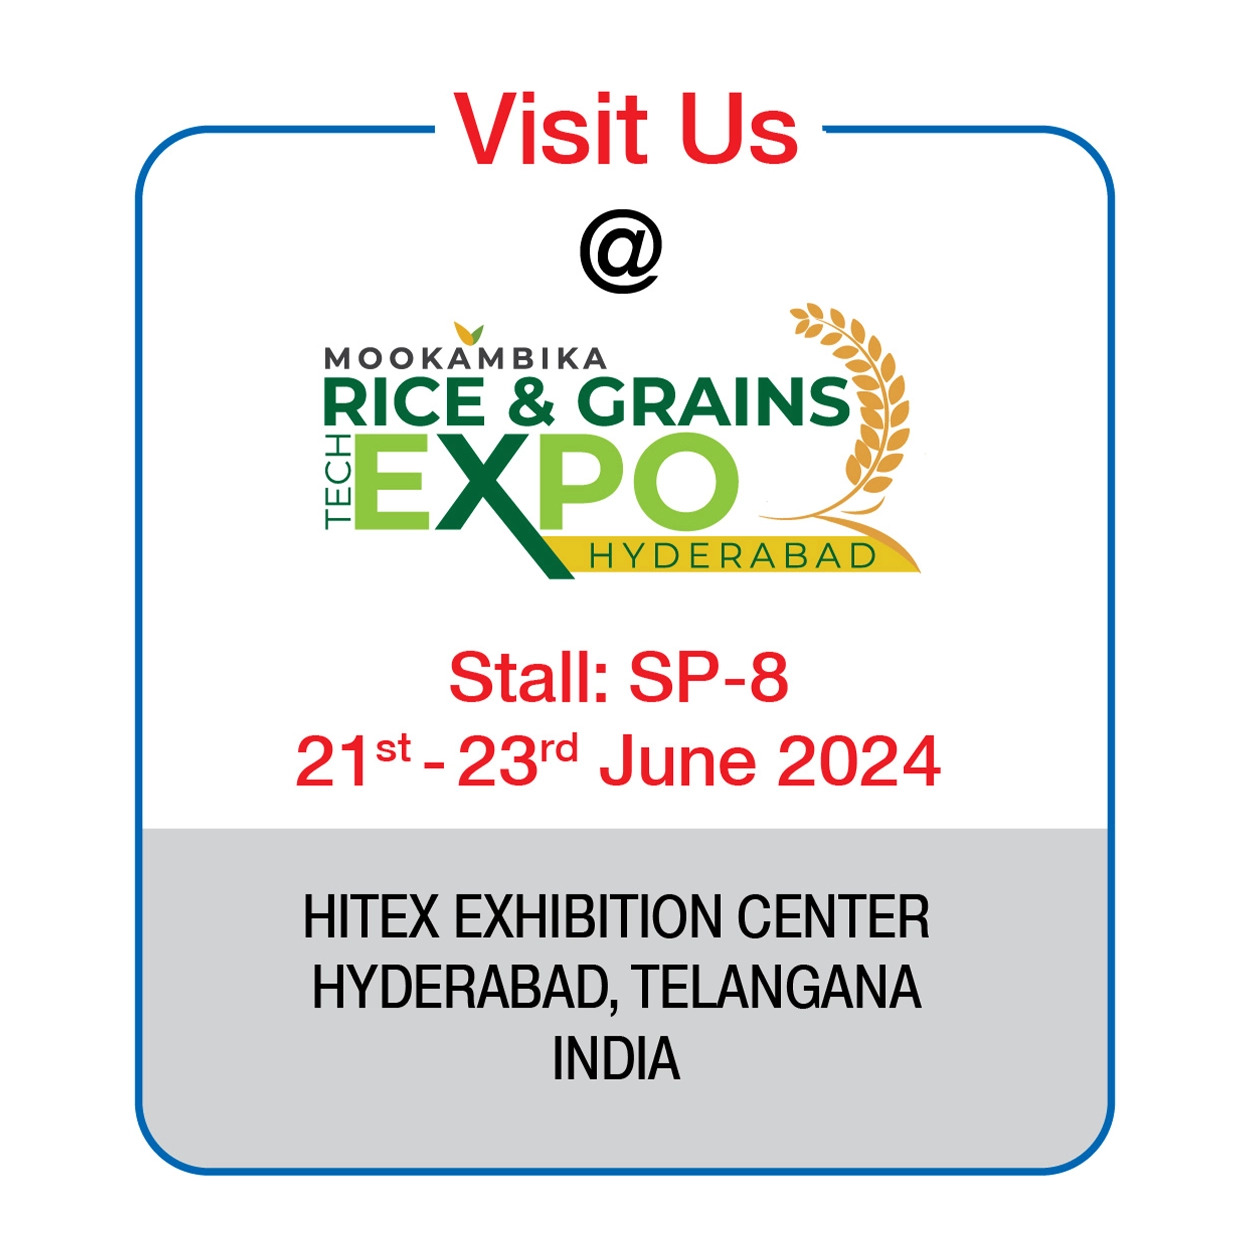 Visit Us
@
MOOKAMBIKA
RICE & GRAINS
TECH EXPO
HYDERABAD
Stall: SP-8
21st - 23rd June 2024
HITEX EXHIBITION CENTER
HYDERABAD, TELANGANA
INDIA